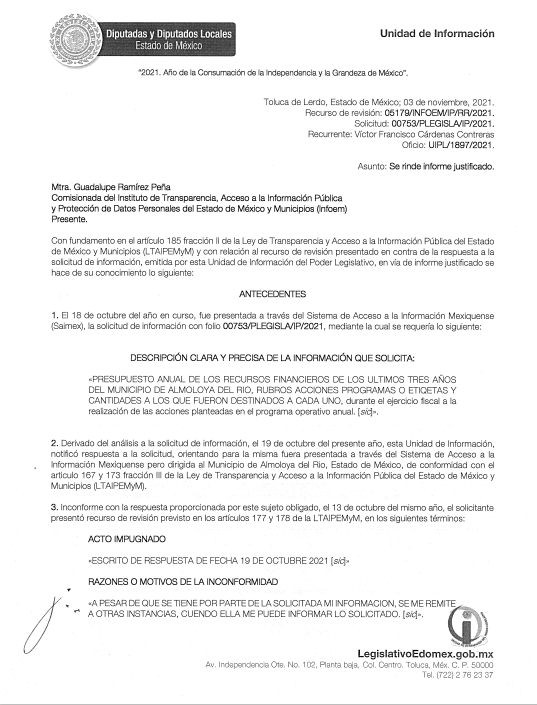 Diputadas y Diputados Locales
Estado de México
Unidad de Información
"2021. Año de la Consumación de la Independencia y la Grandeza de México".
Toluca de Lerdo, Estado de México; 03 de noviembre, 2021.
Recurso de revisión: 05179/INFOEM/IP/RR/2021.
Solicitud: 00753/PLEGISLA/IP/2021.
Recurrente: Víctor Francisco Cárdenas Contreras
Oficio: UIPL/1897/2021.
Asunto: Se rinde informe justificado.
Mtra. Guadalupe Ramírez Peña
Comisionada del Instituto de Transparencia, Acceso a la Información Pública
y Protección de Datos Personales del Estado de México y Municipios (Infoem)
Presente.
Con fundamento en el artículo 185 fracción II de la Ley de Transparencia y Acceso a la Información Pública del Estado
de México y Municipios (LTAIPEMyM) y con relación al recurso de revisión presentado en contra de la respuesta a la
solicitud de información, emitida por esta Unidad de Información del Poder Legislativo, en vía de informe justificado se
hace de su conocimiento lo siguiente:
ANTECEDENTES
1. El 18 de octubre del año en curso, fue presentada a través del Sistema de Acceso a la Información Mexiquense
(Saimex), la solicitud de información con folio 00753/PLEGISLA/IP/2021, mediante la cual se requería lo siguiente:
DESCRIPCIÓN CLARA Y PRECISA DE LA INFORMACIÓN QUE SOLICITA:
«PRESUPUESTO ANUAL DE LOS RECURSOS FINANCIEROS DE LOS ULTIMOS TRES AÑOS
DEL MUNICIPIO DE ALMOLOYA DEL RIO, RUBROS ACCIONES PROGRAMAS O ETIQETAS Y
CANTIDADES A LOS QUE FUERON DESTINADOS A CADA UNO, durante el ejercicio fiscal a la
realización de las acciones planteadas en el programa operativo anual. [sic]».
2. Derivado del análisis a la solicitud de información, el 19 de octubre del presente año, esta Unidad de Información,
notificó respuesta a la solicitud, orientando para la misma fuera presentada a través del Sistema de Acceso a la
Información Mexiquense pero dirigida al Municipio de Almoloya del Rio, Estado de México, de conformidad con el
artículo 167 y 173 fracción III de la Ley de Transparencia y Acceso a la Información Pública del Estado de México y
Municipios (LTAIPEMyM).
3. Inconforme con la respuesta proporcionada por este sujeto obligado, el 13 de octubre del mismo año, el solicitante
presentó recurso de revisión previsto en los artículos 177 y 178 de la LTAIPEMyM, en los siguientes términos:
ACTO IMPUGNADO
«ESCRITO DE RESPUESTA DE FECHA 19 DE OCTUBRE 2021 [sic]»
RAZONES O MOTIVOS DE LA INCONFORMIDAD
«A PESAR DE QUE SE TIENE POR PARTE DE LA SOLICITADA MI INFORMACION, SE ME REMITE
A OTRAS INSTANCIAS, CUENDO ELLA ME PUEDE INFORMAR LO SOLICITADO. [sic]».
LegislativoEdomex.gob.mx
Av. Independencia Ote. No. 102, Planta baja, Col. Centro. Toluca, Méx. C. P. 50000
Tel. (722) 2 76 23 37